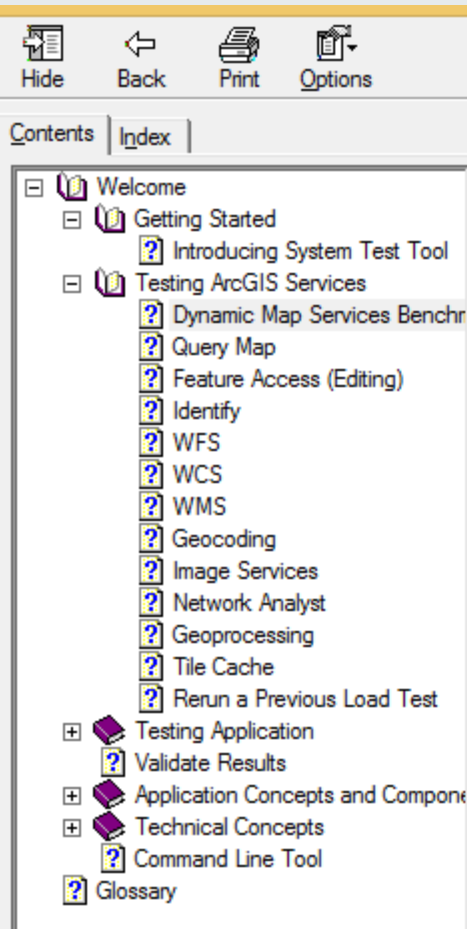 Hide Back Print Options
Contents Index
Welcome
Getting Started
Introducing System Test Tool
Testing ArcGIS Services
Dynamic Map Services Benchm
Query Map
Feature Access (Editing)
Identify
WFS
WCS
WMS
Geocoding
Image Services
Network Analyst
Geoprocessing
Tile Cache
Rerun a Previous Load Test
Testing Application
Validate Results
Application Concepts and Compone
Technical Concepts
Command Line Tool
Glossary